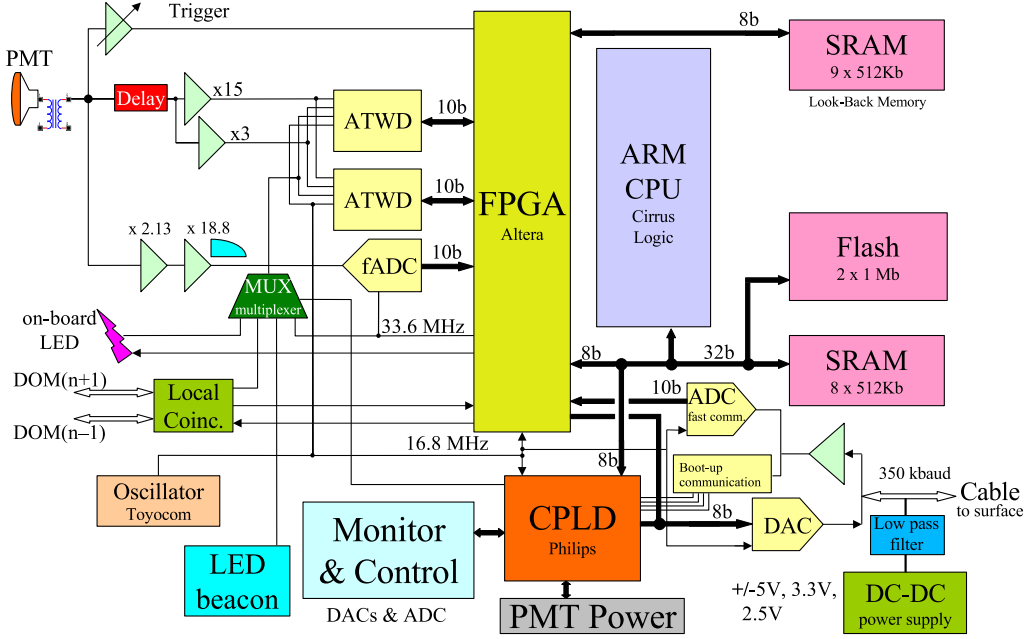 Trigger
8b
SRAM
9 x 512Kb
Look-Back Memory
PMT
Delay
x15
x3
ATWD
10b
ATWD
10b
FPGA
Altera
ARM
CPU
Cirrus
Logic
Flash
2 x 1 Mb
x 2.13
x 18.8
fADC
10b
MUX
multiplexer
33.6 MHz
on-board
LED
8b
32b
SRAM
8 x 512Kb
DOM(n+1)
DOM(n–1)
Local
Coinc.
10b
ADC
fast comm.
16.8 MHz
8b
Boot-up
communication
350 kbaud
Cable
to surface
Oscillator
Toyocom
CPLD
Philips
8b
DAC
Low pass
filter
Monitor
& Control
DACs & ADC
LED
beacon
PMT Power
+/-5V, 3.3V,
2.5V
DC-DC
power supply